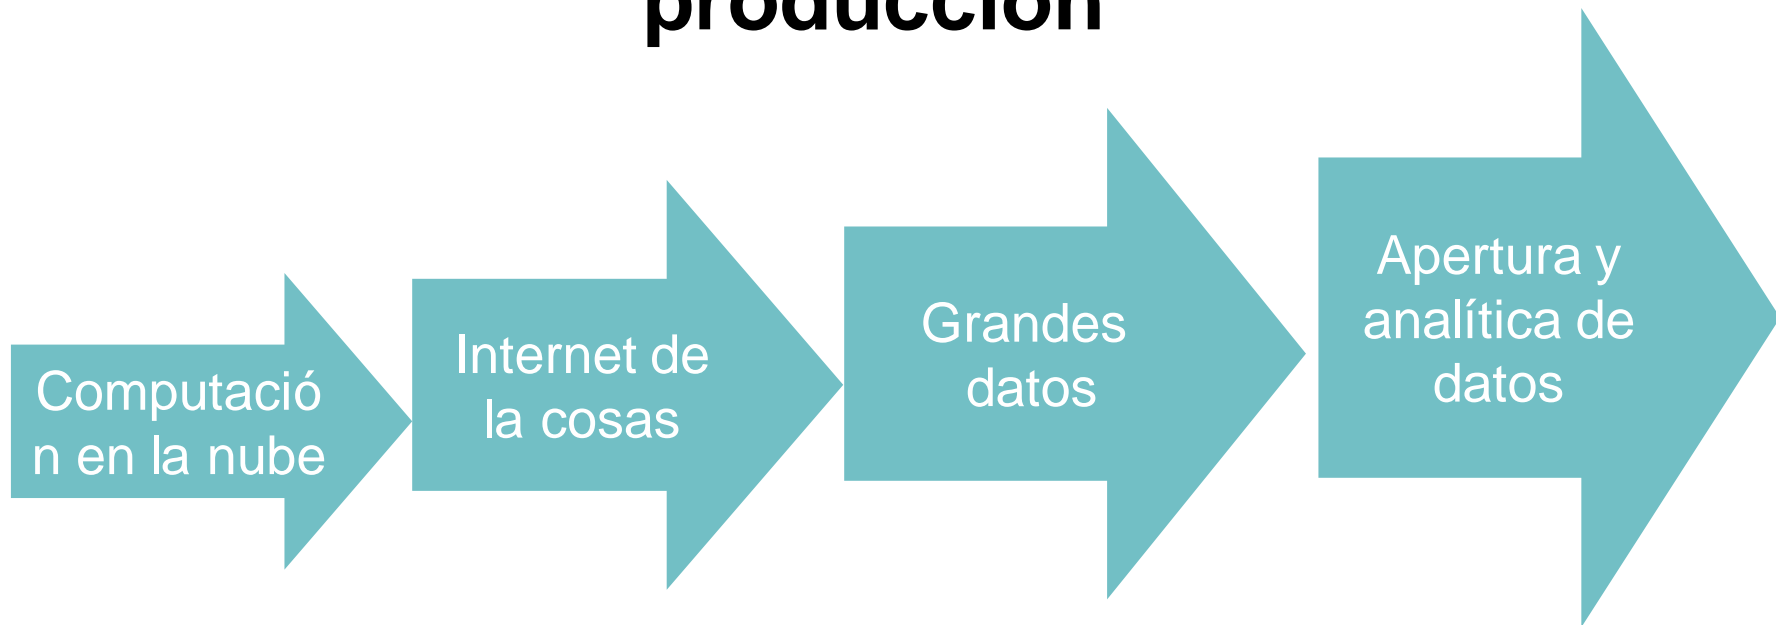 producción
Computació
n en la nube
Internet de
la cosas
Grandes
datos
Apertura y
analítica de
datos